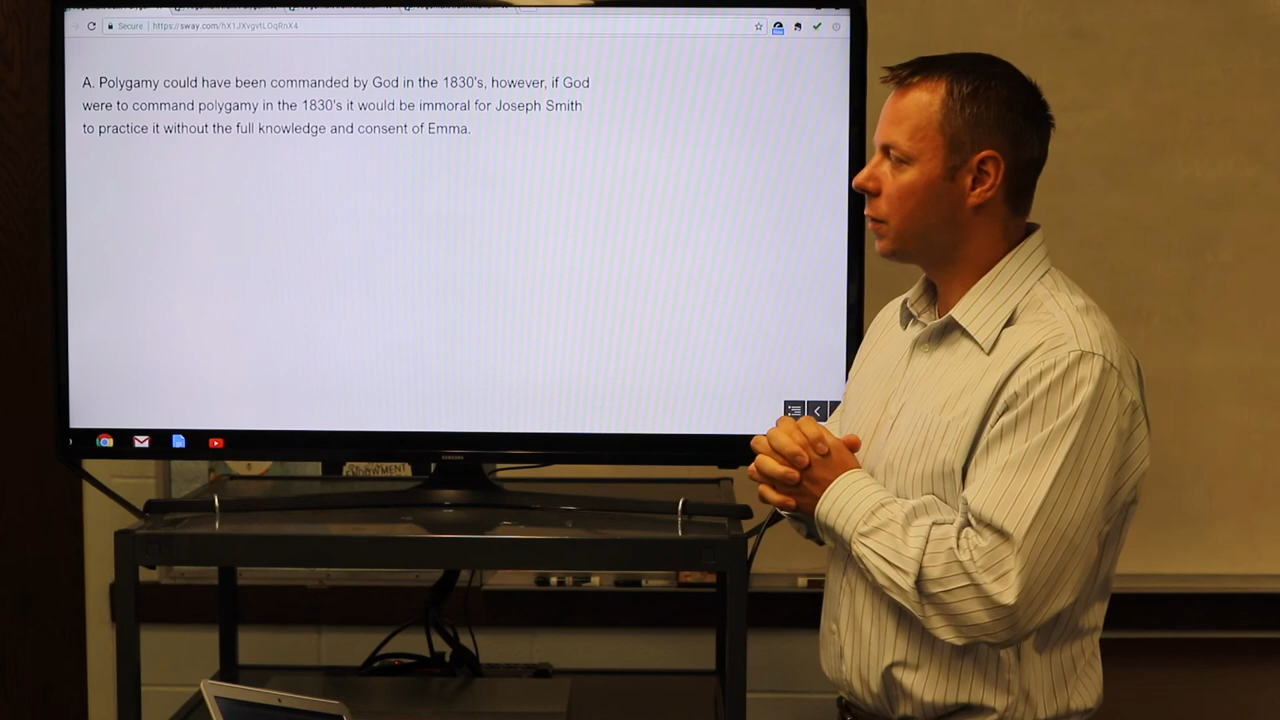 Secure | https://sway.com/hX1JXvgvtLOqRnX4
A. Polygamy could have been commanded by God in the 1830's, however, if God
were to command polygamy in the 1830's it would be immoral for Joseph Smith
to practice it without the full knowledge and consent of Emma.
SAMSUNG
ENDOWMENT